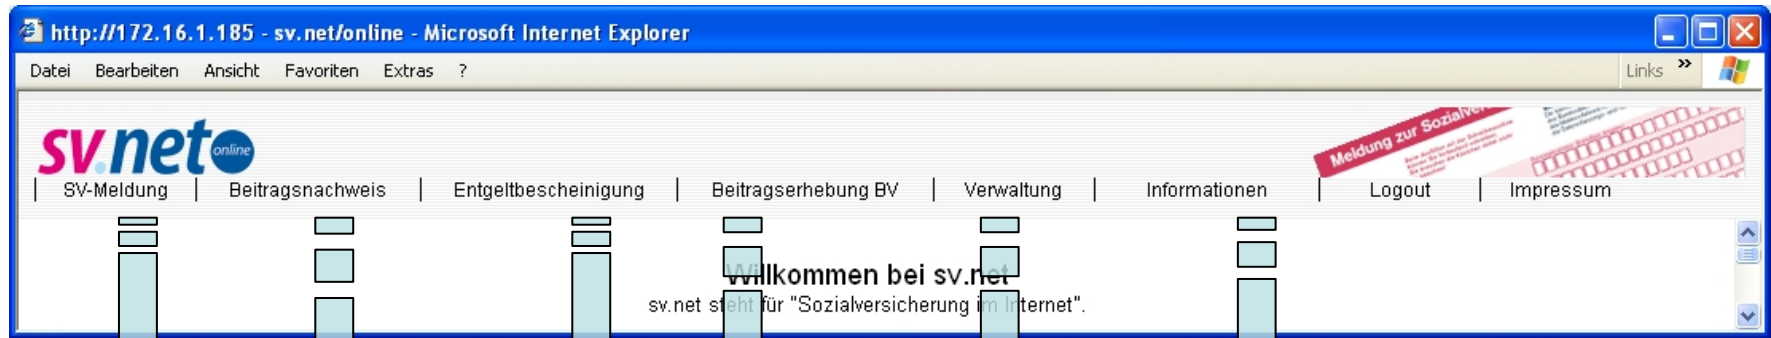 http://172.16.1.185 - sv.net/online - Microsoft Internet Explorer
Datei Bearbeiten Ansicht Favoriten Extras ? Links »
sv.net online
Meldung zur
SV-Meldung | Beitragsnachweis | Entgeltbescheinigung | Beitragserhebung BV | Verwaltung | Informationen | Logout | Impressum
Willkommen bei sv.net
sv.net steht für "Sozialversicherung im Internet".